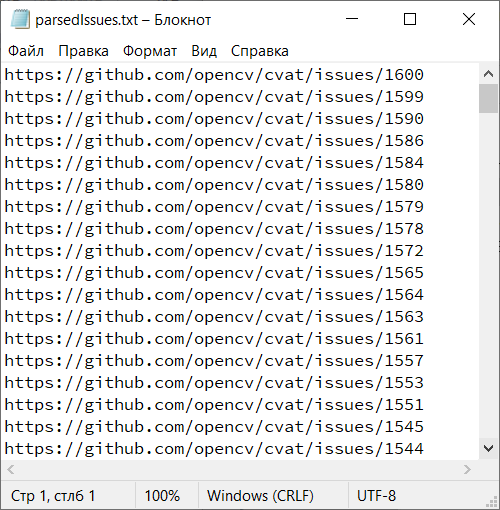 parsedIssues.txt – Блокнот
Файл Правка Формат Вид Справка
https://github.com/opencv/cvat/issues/1600
https://github.com/opencv/cvat/issues/1599
https://github.com/opencv/cvat/issues/1590
https://github.com/opencv/cvat/issues/1586
https://github.com/opencv/cvat/issues/1584
https://github.com/opencv/cvat/issues/1580
https://github.com/opencv/cvat/issues/1579
https://github.com/opencv/cvat/issues/1578
https://github.com/opencv/cvat/issues/1572
https://github.com/opencv/cvat/issues/1565
https://github.com/opencv/cvat/issues/1564
https://github.com/opencv/cvat/issues/1563
https://github.com/opencv/cvat/issues/1561
https://github.com/opencv/cvat/issues/1557
https://github.com/opencv/cvat/issues/1553
https://github.com/opencv/cvat/issues/1551
https://github.com/opencv/cvat/issues/1545
https://github.com/opencv/cvat/issues/1544
Стр 1, стлб 1 100% Windows (CRLF) UTF-8